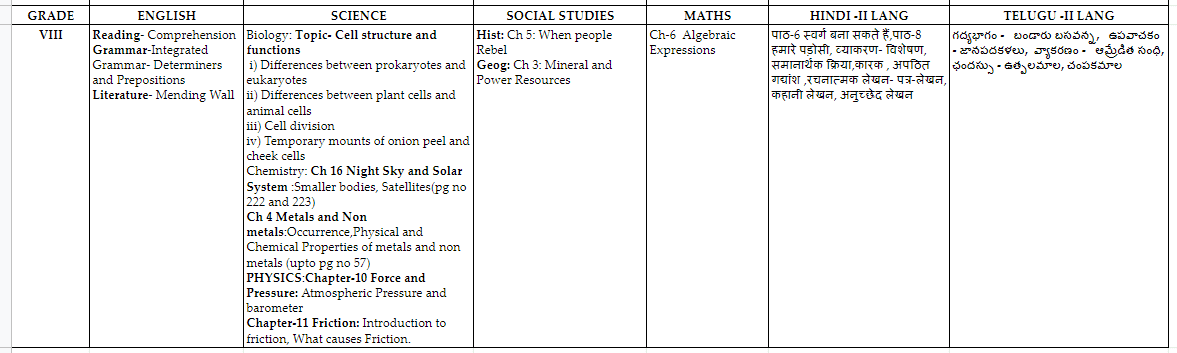 GRADE
ENGLISH
SCIENCE
SOCIAL STUDIES
MATHS
HINDI -II LANG
TELUGU -II LANG
VIII
Reading- Comprehension
Grammar-Integrated
Grammar- Determiners
and Prepositions
Literature- Mending Wall
Biology: Topic- Cell structure and
functions
i) Differences between prokaryotes and
eukaryotes
ii) Differences between plant cells and
animal cells
iii) Cell division
iv) Temporary mounts of onion peel and
cheek cells
Chemistry: Ch 16 Night Sky and Solar
System :Smaller bodies, Satellites(pg no
222 and 223)
Ch 4 Metals and Non
metals:Occurrence,Physical and
Chemical Properties of metals and non
metals (upto pg no 57)
PHYSICS:Chapter-10 Force and
Pressure: Atmospheric Pressure and
barometer
Chapter-11 Friction: Introduction to
friction, What causes Friction.
Hist: Ch 5: When people
Rebel
Geog: Ch 3: Mineral and
Power Resources
Ch-6 Algebraic
Expressions
पाठ-6 स्वर्ग बना सकते हैं,पाठ-8
हमारे पड़ोसी, व्याकरण- विशेषण,
समानार्थक क्रिया,कारक , अपठित
गद्यांश ,रचनात्मक लेखन- पत्र-लेखन,
कहानी लेखन, अनुच्छेद लेखन
గద్యభాగం - బండారు బసవన్న, ఉపవాచకం
- జానపదకళలు, వ్యాకరణం - ఆమ్రేడిత సంధి,
ఛందస్సు - ఉత్పలమాల, చంపకమాల